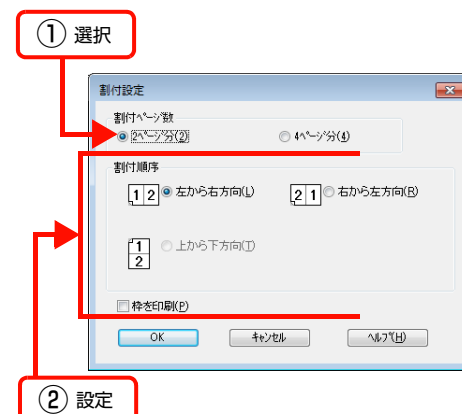 ① 選択
割付設定
割付ページ数
2ページ分(2)
4ページ分(4)
割付順序
1 2 左から右方向(L)
2 1 右から左方向(R)
1 上から下方向(T)
2
枠を印刷(P)
OK キャンセル ヘルプ(H)
② 設定